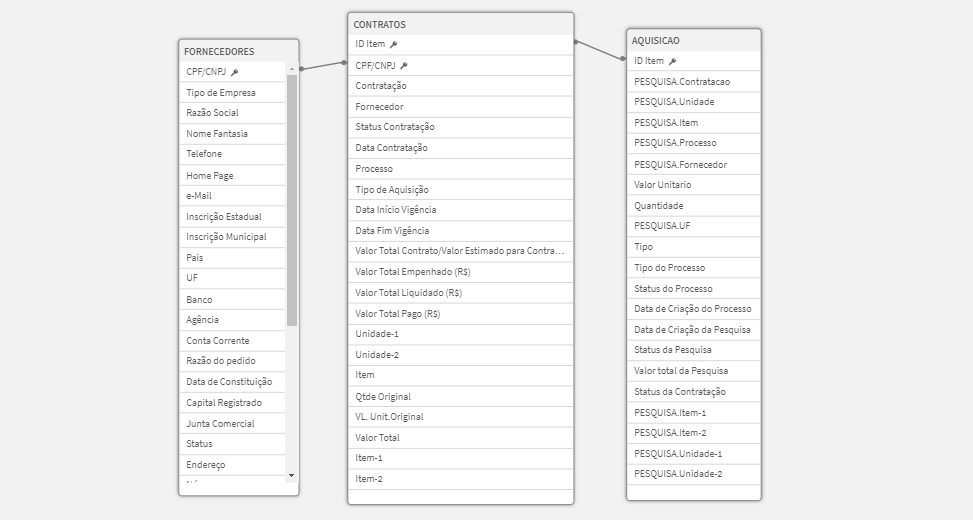 FORNECEDORES
CPF/CNPJ
Tipo de Empresa
Razão Social
Nome Fantasia
Telefone
Home Page
e-Mail
Inscrição Estadual
Inscrição Municipal
Pais
UF
Banco
Agência
Conta Corrente
Razão do pedido
Data de Constituição
Capital Registrado
Junta Comercial
Status
Endereço
CONTRATOS
ID Item
CPF/CNPJ
Contratação
Fornecedor
Status Contratação
Data Contratação
Processo
Tipo de Aquisição
Data Início Vigência
Data Fim Vigência
Valor Total Contrato/Valor Estimado para Contra...
Valor Total Empenhado (R$)
Valor Total Liquidado (R$)
Valor Total Pago (R$)
Unidade-1
Unidade-2
Item
Qtde Original
VL. Unit.Original
Valor Total
Item-1
Item-2
AQUISICAO
ID Item
PESQUISA.Contratacao
PESQUISA.Unidade
PESQUISA.Item
PESQUISA.Processo
PESQUISA.Fornecedor
Valor Unitario
Quantidade
PESQUISA.UF
Tipo
Tipo do Processo
Status do Processo
Data de Criação do Processo
Data de Criação da Pesquisa
Status da Pesquisa
Valor total da Pesquisa
Status da Contratação
PESQUISA.Item-1
PESQUISA.Item-2
PESQUISA.Unidade-1
PESQUISA.Unidade-2